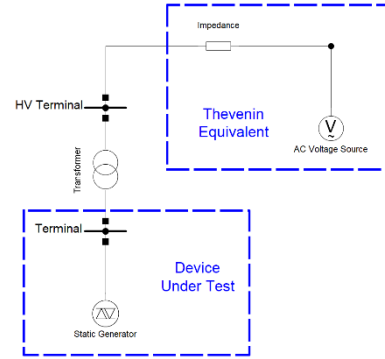 Impedance
HV Terminal
Thevenin
Equivalent
V
AC Voltage Source
Transformer
Terminal
Device
Under Test
Static Generator